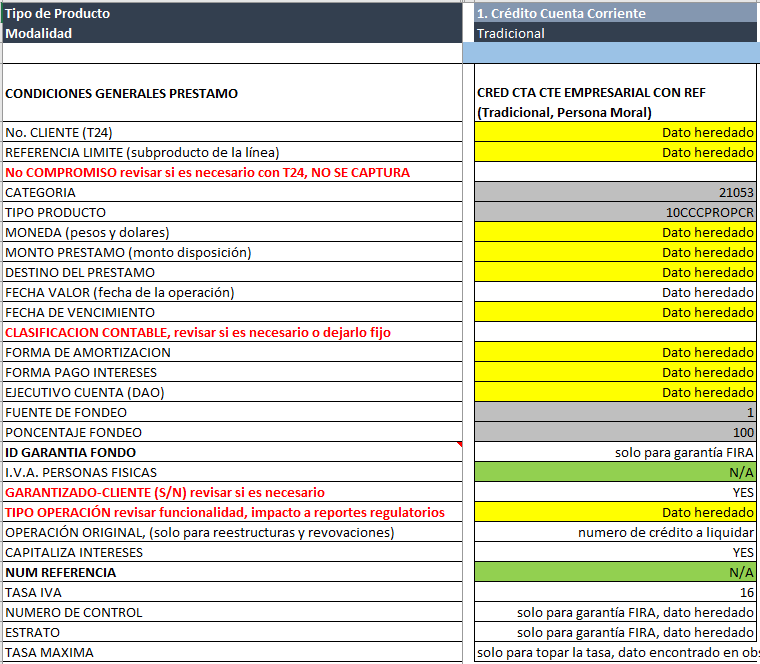 Tipo de Producto 1. Crédito Cuenta Corriente
Modalidad Tradicional
CONDICIONES GENERALES PRESTAMO CRED CTA CTE EMPRESARIAL CON REF
(Tradicional, Persona Moral)
No. CLIENTE (T24) Dato heredado
REFERENCIA LIMITE (subproducto de la línea) Dato heredado
No COMPROMISO revisar si es necesario con T24, NO SE CAPTURA
CATEGORIA 21053
TIPO PRODUCTO 10CCCPROPCR
MONEDA (pesos y dolares) Dato heredado
MONTO PRESTAMO (monto disposición) Dato heredado
DESTINO DEL PRESTAMO Dato heredado
FECHA VALOR (fecha de la operación) Dato heredado
FECHA DE VENCIMIENTO Dato heredado
CLASIFICACION CONTABLE, revisar si es necesario o dejarlo fijo
FORMA DE AMORTIZACION Dato heredado
FORMA PAGO INTERESES Dato heredado
EJECUTIVO CUENTA (DAO) Dato heredado
FUENTE DE FONDEO 1
PONCENTAJE FONDEO 100
ID GARANTIA FONDO solo para garantía FIRA
I.V.A. PERSONAS FISICAS N/A
GARANTIZADO-CLIENTE (S/N) revisar si es necesario YES
TIPO OPERACIÓN revisar funcionalidad, impacto a reportes regulatorios Dato heredado
OPERACIÓN ORIGINAL, (solo para reestructuras y revovaciones) numero de crédito a liquidar
CAPITALIZA INTERESES YES
NUM REFERENCIA N/A
TASA IVA 16
NUMERO DE CONTROL solo para garantía FIRA, dato heredado
ESTRATO solo para garantía FIRA, dato heredado
TASA MAXIMA solo para topar la tasa, dato encontrado en obs